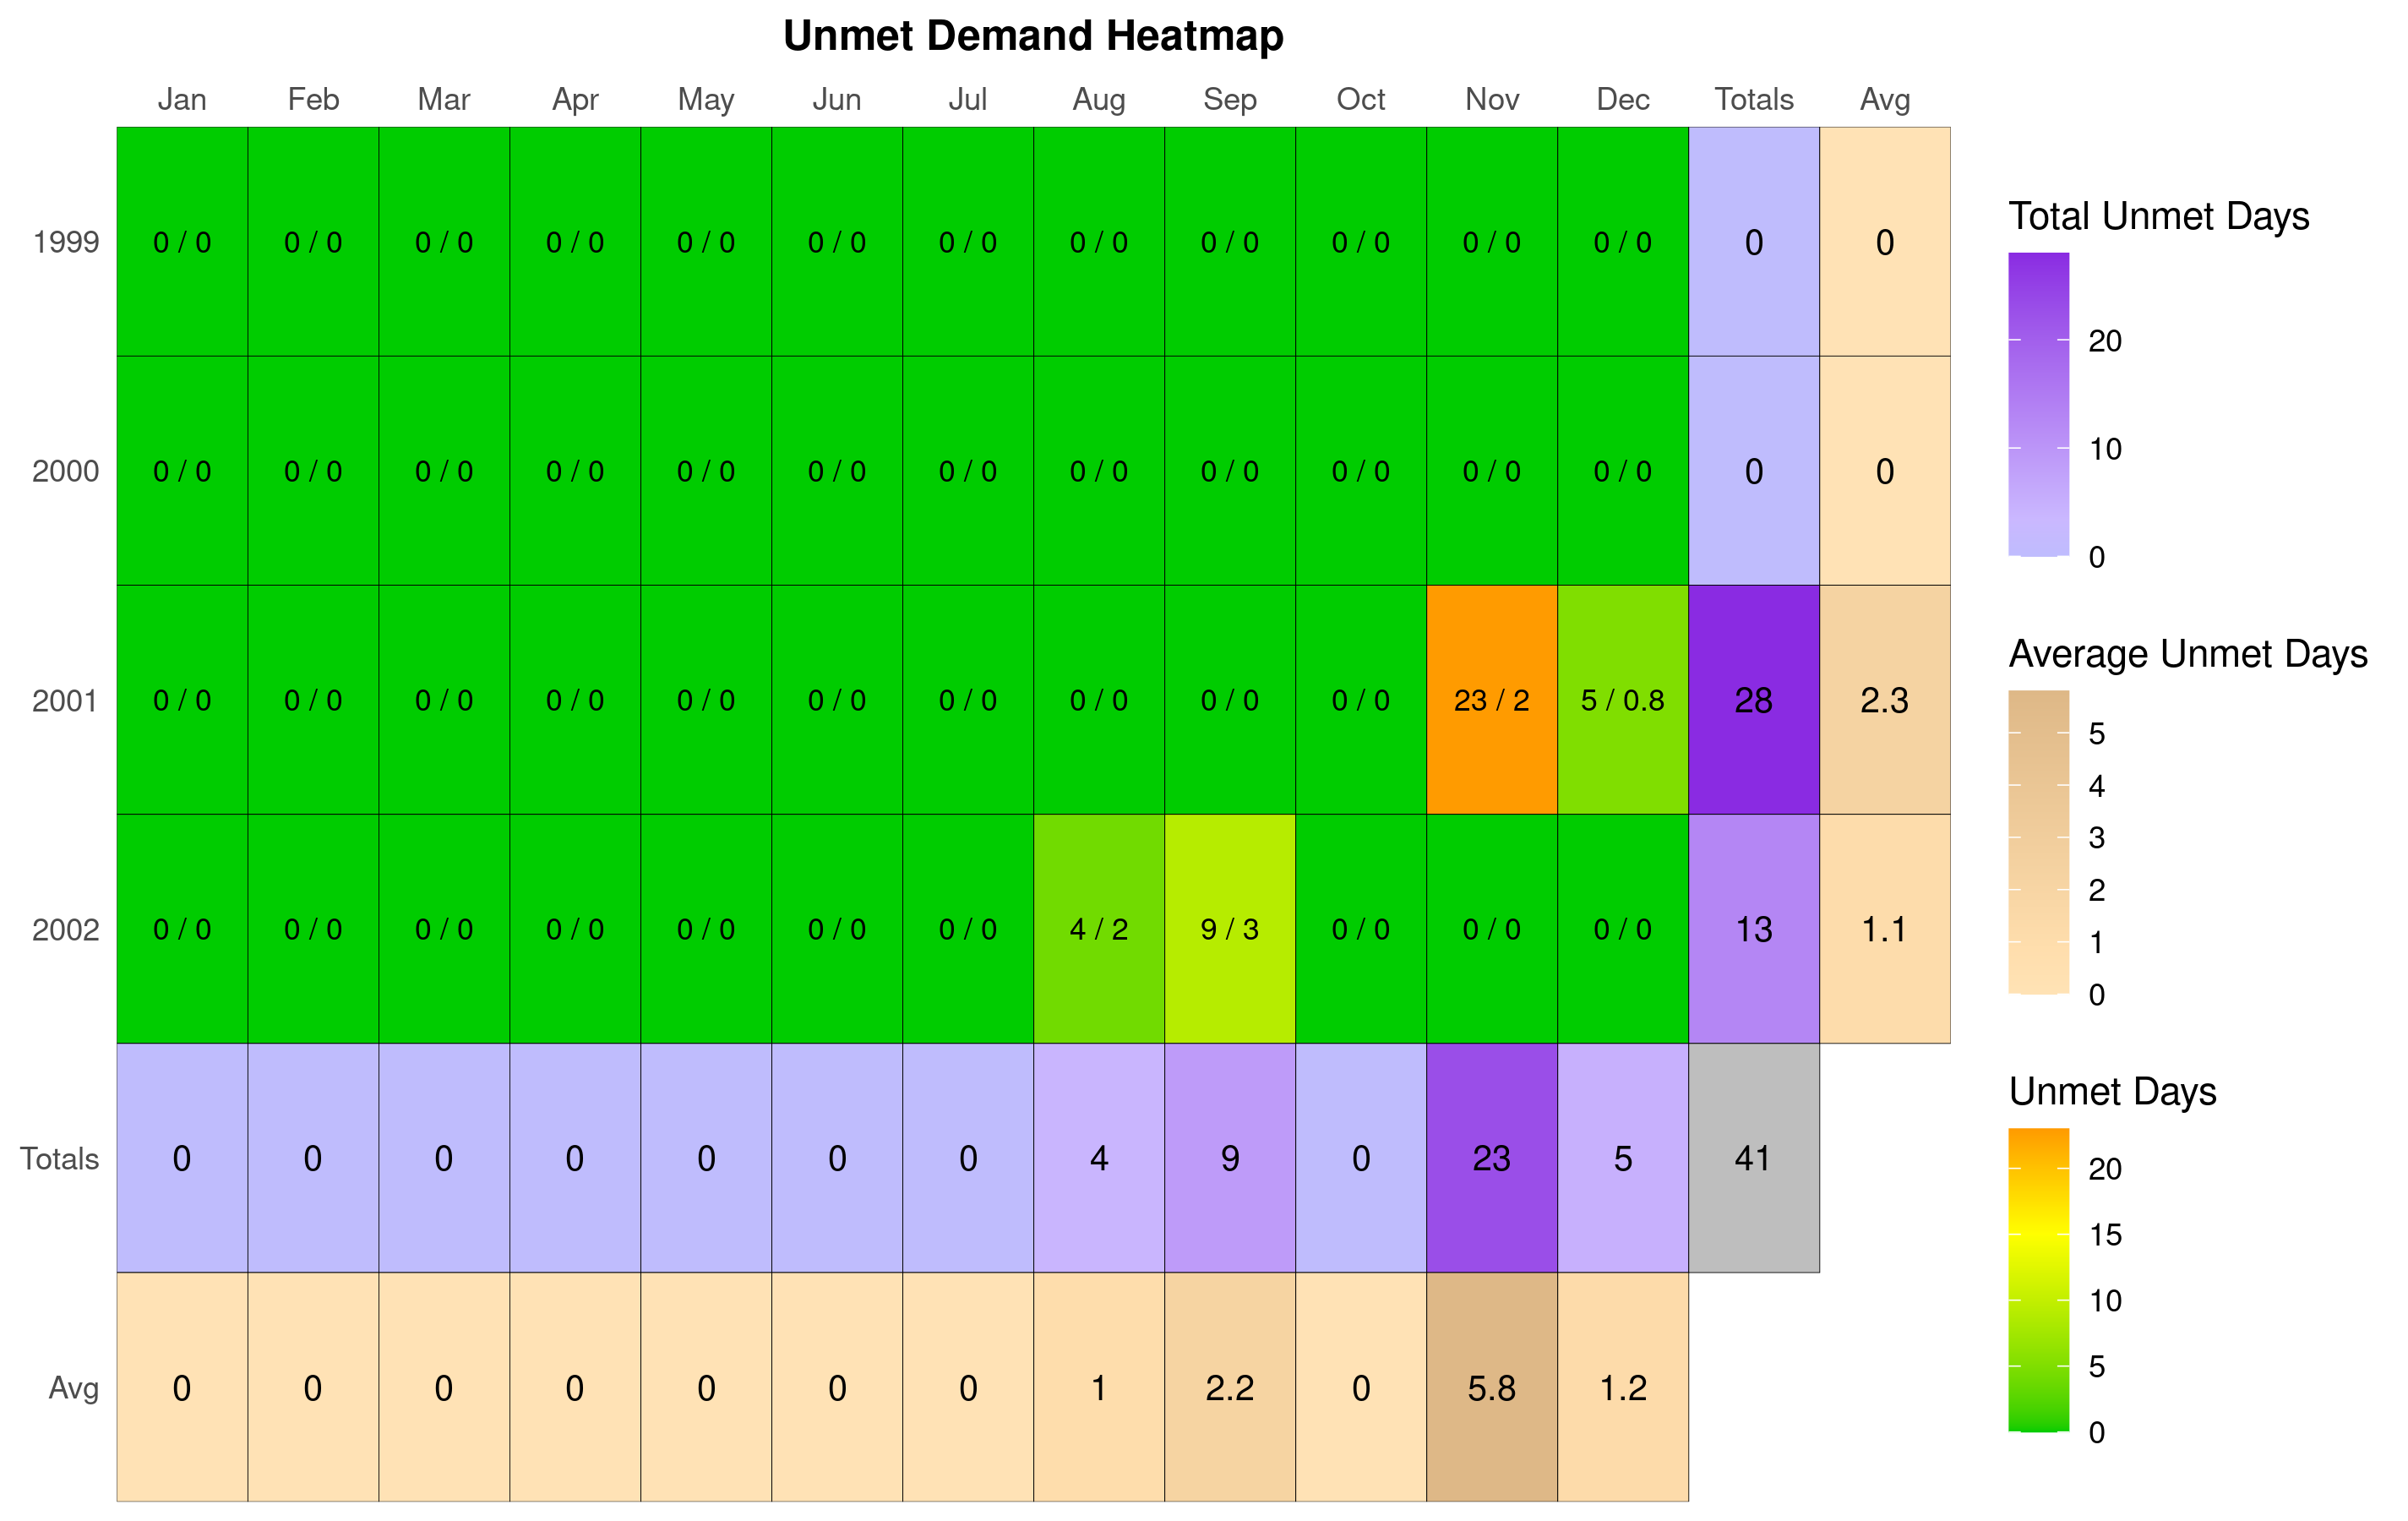 Unmet Demand Heatmap
Jan Feb Mar Apr May Jun Jul Aug Sep Oct Nov Dec Totals Avg
1999 0 / 0 0 / 0 0 / 0 0 / 0 0 / 0 0 / 0 0 / 0 0 / 0 0 / 0 0 / 0 0 / 0 0 / 0 0 0
2000 0 / 0 0 / 0 0 / 0 0 / 0 0 / 0 0 / 0 0 / 0 0 / 0 0 / 0 0 / 0 0 / 0 0 / 0 0 0
2001 0 / 0 0 / 0 0 / 0 0 / 0 0 / 0 0 / 0 0 / 0 0 / 0 0 / 0 0 / 0 23 / 2 5 / 0.8 28 2.3
2002 0 / 0 0 / 0 0 / 0 0 / 0 0 / 0 0 / 0 0 / 0 4 / 2 9 / 3 0 / 0 0 / 0 0 / 0 13 1.1
Totals 0 0 0 0 0 0 0 4 9 0 23 5 41
Avg 0 0 0 0 0 0 0 1 2.2 0 5.8 1.2
Total Unmet Days
20
10
0
Average Unmet Days
5
4
3
2
1
0
Unmet Days
20
15
10
5
0